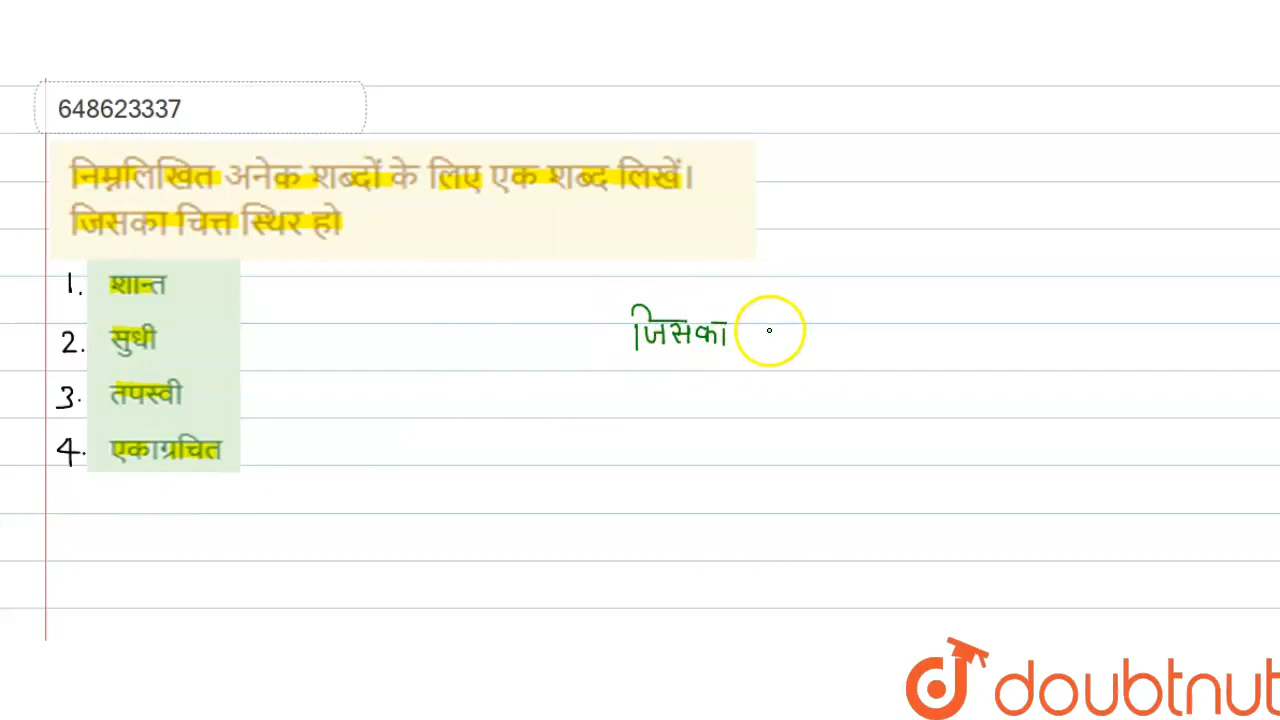 648623337
निम्नलिखित अनेक शब्दों के लिए एक शब्द लिखें।
जिसका चित्त स्थिर हो
1. शान्त
2. सुधी
3. तपस्वी
4. एकाग्रचित
जिसका
doubtnut